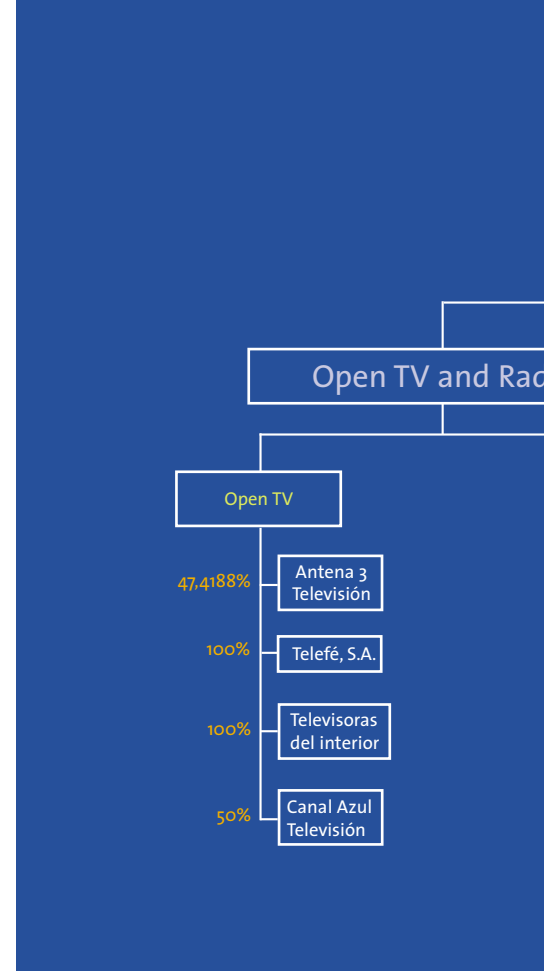 Open TV and Rad
Open TV
47,4188%
Antena 3
Televisión
100%
Telefé, S.A.
100%
Televisoras
del interior
50%
Canal Azul
Televisión